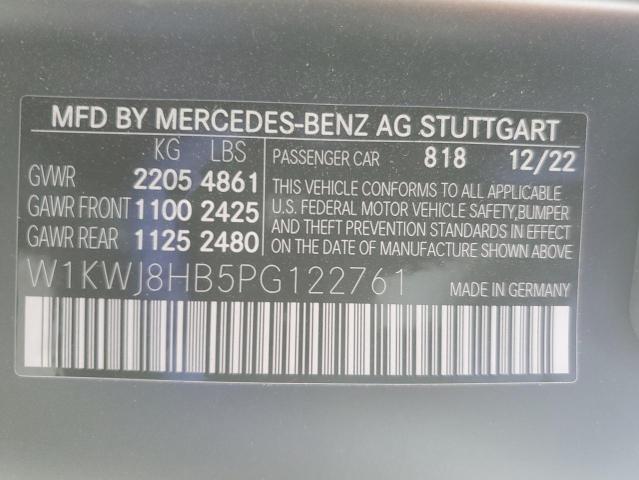 MFD BY MERCEDES-BENZ AG STUTTGART
KG LBS
GVWR 2205 4861
GAWR FRONT 1100 2425
GAWR REAR 1125 2480
PASSENGER CAR 818 12/22
THIS VEHICLE CONFORMS TO ALL APPLICABLE
U.S. FEDERAL MOTOR VEHICLE SAFETY,BUMPER
AND THEFT PREVENTION STANDARDS IN EFFECT
ON THE DATE OF MANUFACTURE SHOWN ABOVE.
W1KWJ8HB5PG122761
MADE IN GERMANY